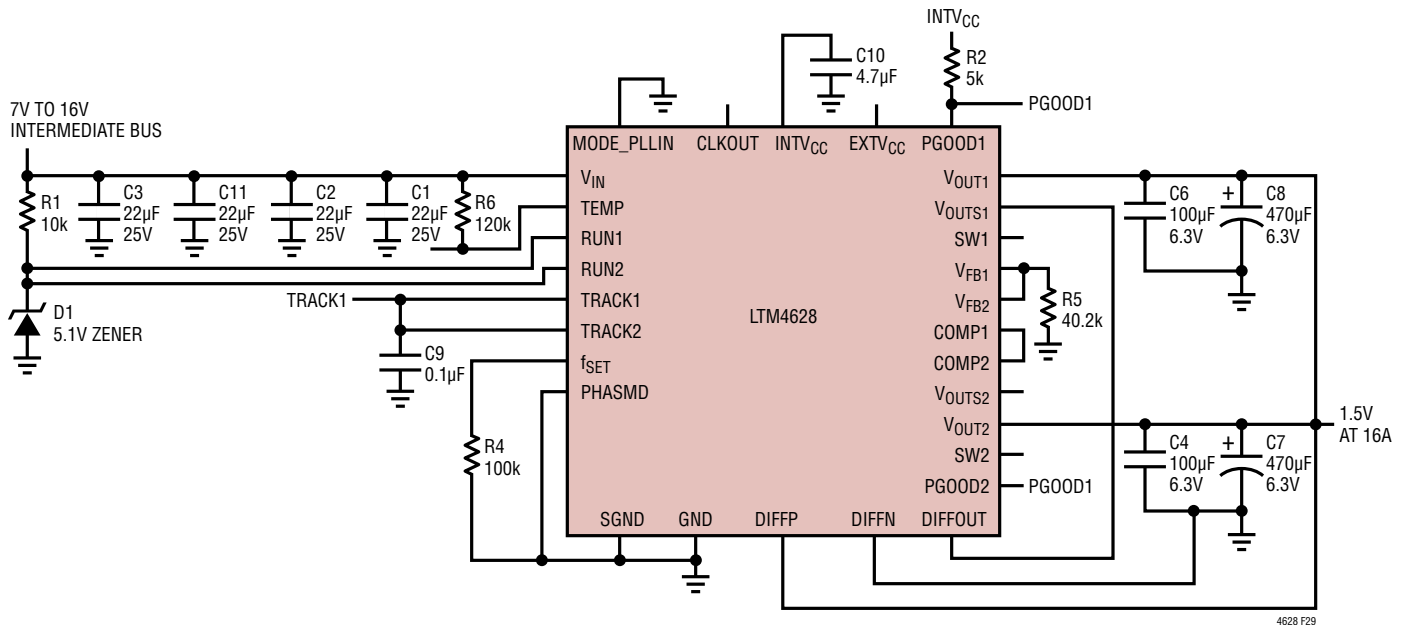 INTVCC
R2
5k
PGOOD1
C10
4.7µF
7V TO 16V
INTERMEDIATE BUS
MODE_PLLIN
CLKOUT
INTVCC
EXTVCC
PGOOD1
R1
10k
C3
22µF
25V
C11
22µF
25V
C2
22µF
25V
C1
22µF
25V
R6
120k
VIN
TEMP
RUN1
RUN2
TRACK1
TRACK2
fSET
PHASMD
TRACK1
D1
5.1V ZENER
C9
0.1µF
R4
100k
LTM4628
VOUT1
VOUTS1
SW1
VFB1
VFB2
COMP1
COMP2
VOUTS2
VOUT2
SW2
PGOOD2
PGOOD1
C6
100µF
6.3V
+
C8
470µF
6.3V
R5
40.2k
1.5V
AT 16A
C4
100µF
6.3V
+
C7
470µF
6.3V
SGND
GND
DIFFP
DIFFN
DIFFOUT
4628 F29